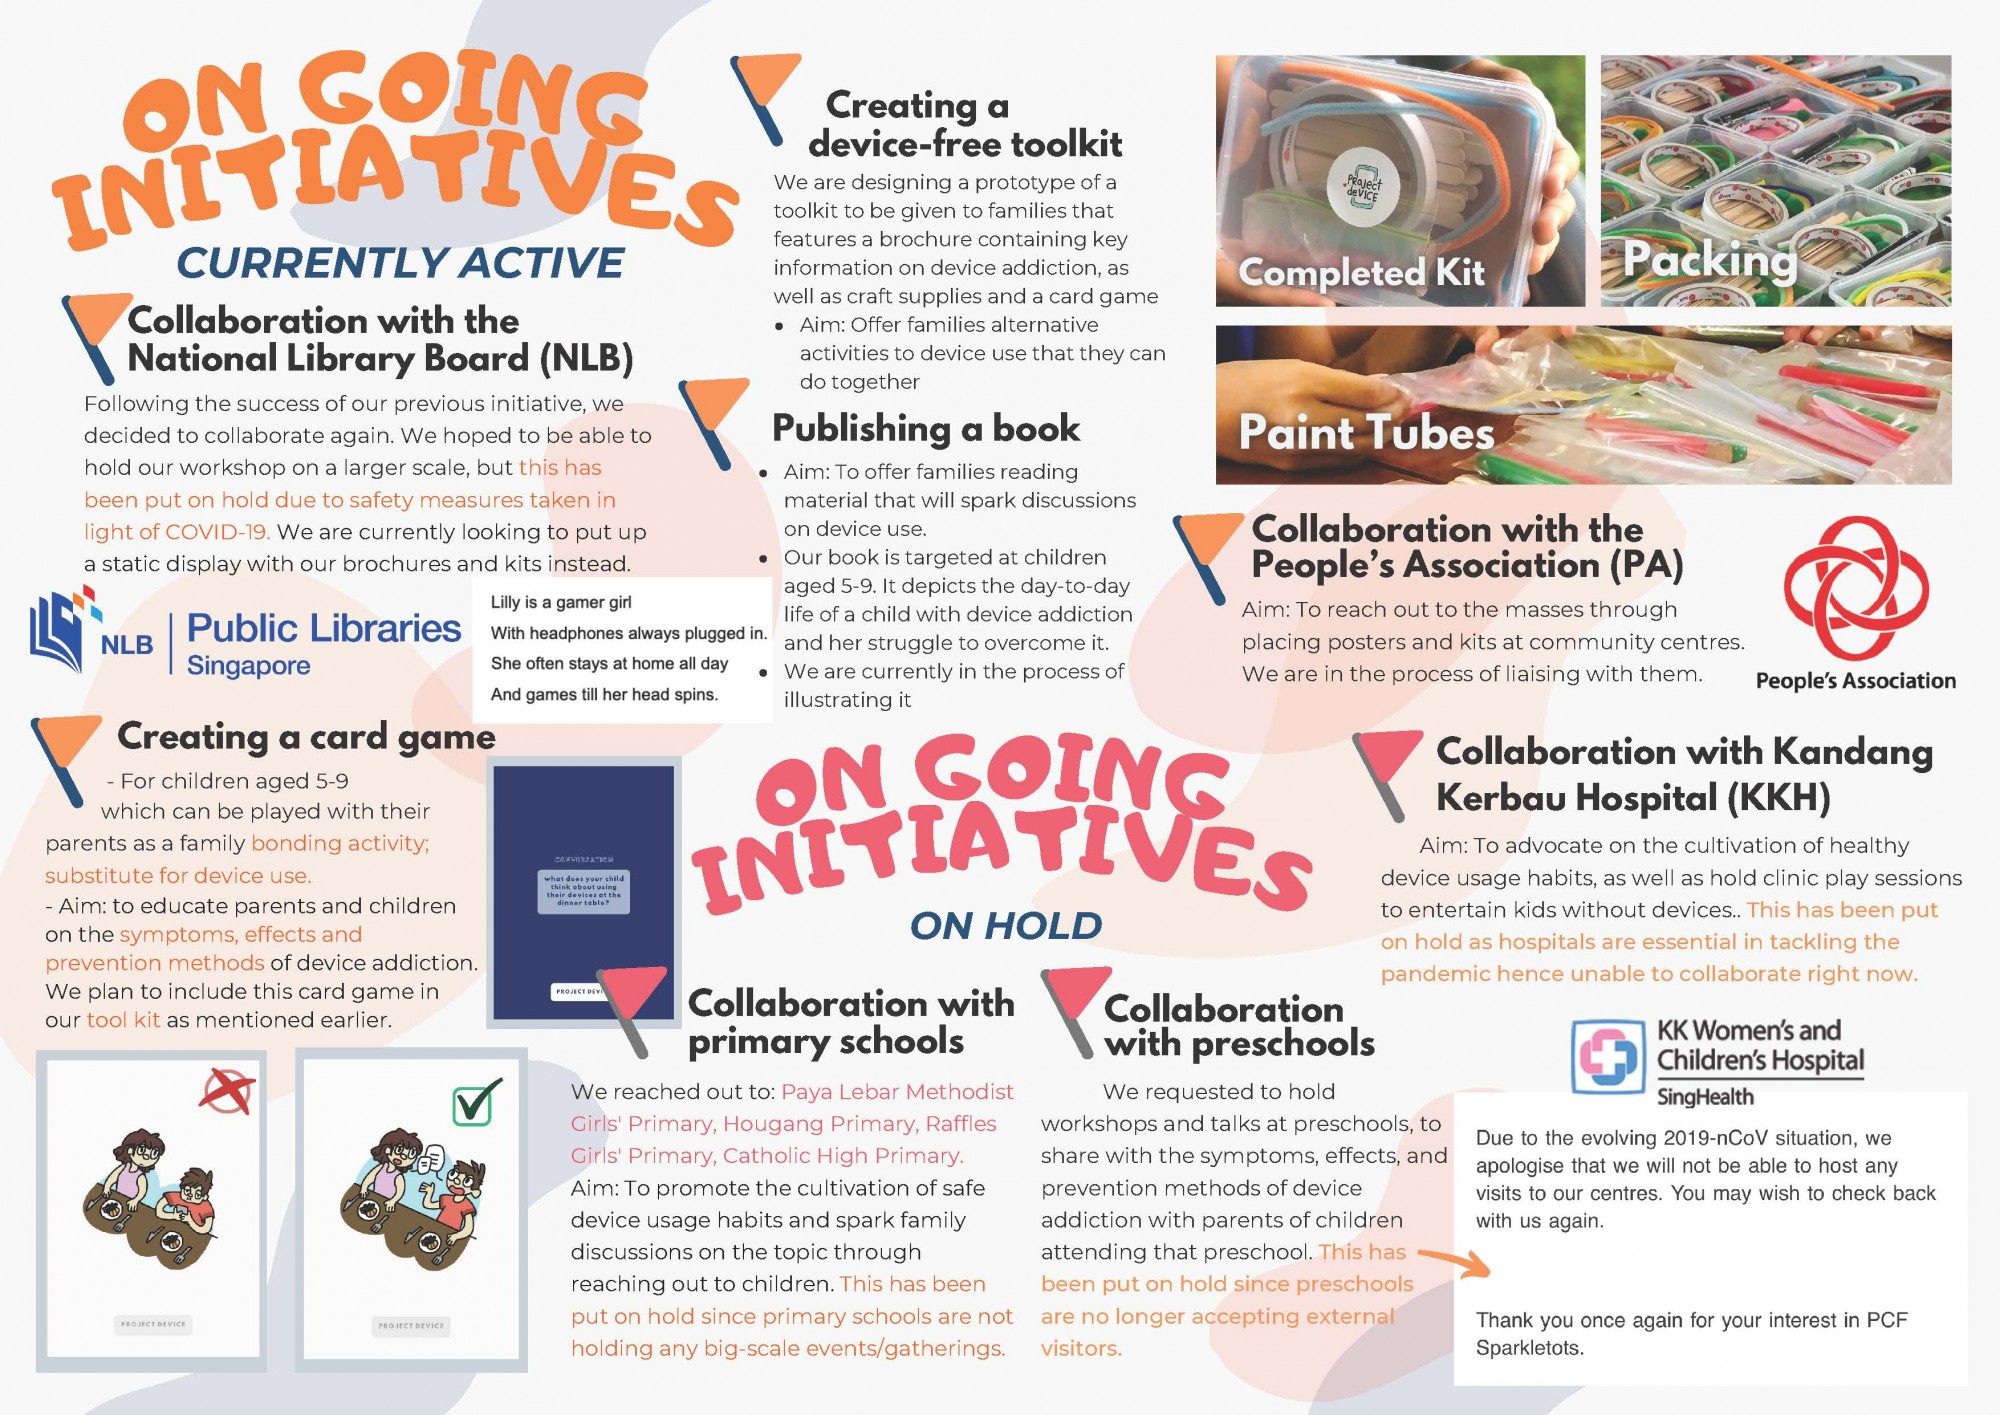 ON GOING
INITIATIVES
CURRENTLY ACTIVE
Collaboration with the
National Library Board (NLB)
Following the success of our previous initiative, we
decided to collaborate again. We hoped to be able to
hold our workshop on a larger scale, but this has
been put on hold due to safety measures taken in
light of COVID-19. We are currently looking to put up
a static display with our brochures and kits instead.
NLB
Public Libraries
Singapore
Lilly is a gamer girl
With headphones always plugged in.
She often stays at home all day
And games till her head spins.
Creating a card game
- For children aged 5-9
which can be played with their
parents as a family bonding activity;
substitute for device use.
- Aim: to educate parents and children
on the symptoms, effects and
prevention methods of device addiction.
We plan to include this card game in
our tool kit as mentioned earlier.
CONVERSATION
what does your child
think about using
their devices at the
dinner table?
PROJECT DEVI
PROJECT DEVICE
PROJECT DEVICE
Creating a
device-free toolkit
We are designing a prototype of a
toolkit to be given to families that
features a brochure containing key
information on device addiction, as
well as craft supplies and a card game
• Aim: Offer families alternative
activities to device use that they can
do together
Publishing a book
• Aim: To offer families reading
material that will spark discussions
on device use.
• Our book is targeted at children
aged 5-9. It depicts the day-to-day
life of a child with device addiction
and her struggle to overcome it.
• We are currently in the process of
illustrating it
PROJECT
deVICE
Completed Kit
Packing
Paint Tubes
Collaboration with the
People's Association (PA)
Aim: To reach out to the masses through
placing posters and kits at community centres.
We are in the process of liaising with them.
People's Association
ON GOING
INITIATIVES
ON HOLD
Collaboration with
primary schools
We reached out to: Paya Lebar Methodist
Girls' Primary, Hougang Primary, Raffles
Girls' Primary, Catholic High Primary.
Aim: To promote the cultivation of safe
device usage habits and spark family
discussions on the topic through
reaching out to children. This has been
put on hold since primary schools are not
holding any big-scale events/gatherings.
Collaboration
with preschools
We requested to hold
workshops and talks at preschools, to
share with the symptoms, effects, and
prevention methods of device
addiction with parents of children
attending that preschool. This has
been put on hold since preschools
are no longer accepting external
visitors.
Collaboration with Kandang
Kerbau Hospital (KKH)
Aim: To advocate on the cultivation of healthy
device usage habits, as well as hold clinic play sessions
to entertain kids without devices.. This has been put
on hold as hospitals are essential in tackling the
pandemic hence unable to collaborate right now.
KK Women's and
Children's Hospital
SingHealth
Due to the evolving 2019-nCoV situation, we
apologise that we will not be able to host any
visits to our centres. You may wish to check back
with us again.
Thank you once again for your interest in PCF
Sparkletots.